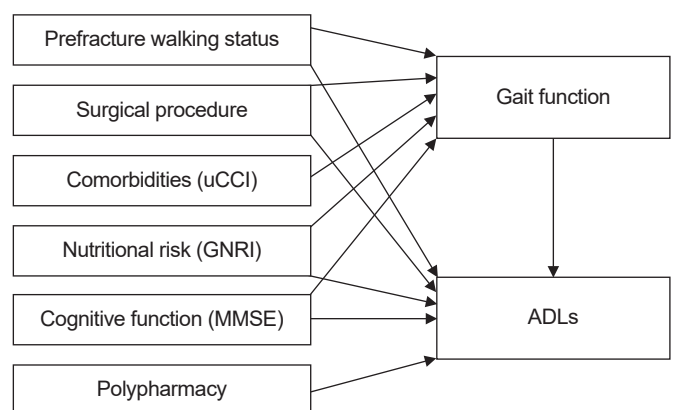 Prefracture walking status
Surgical procedure
Comorbidities (uCCI)
Nutritional risk (GNRI)
Cognitive function (MMSE)
Polypharmacy
Gait function
ADLs